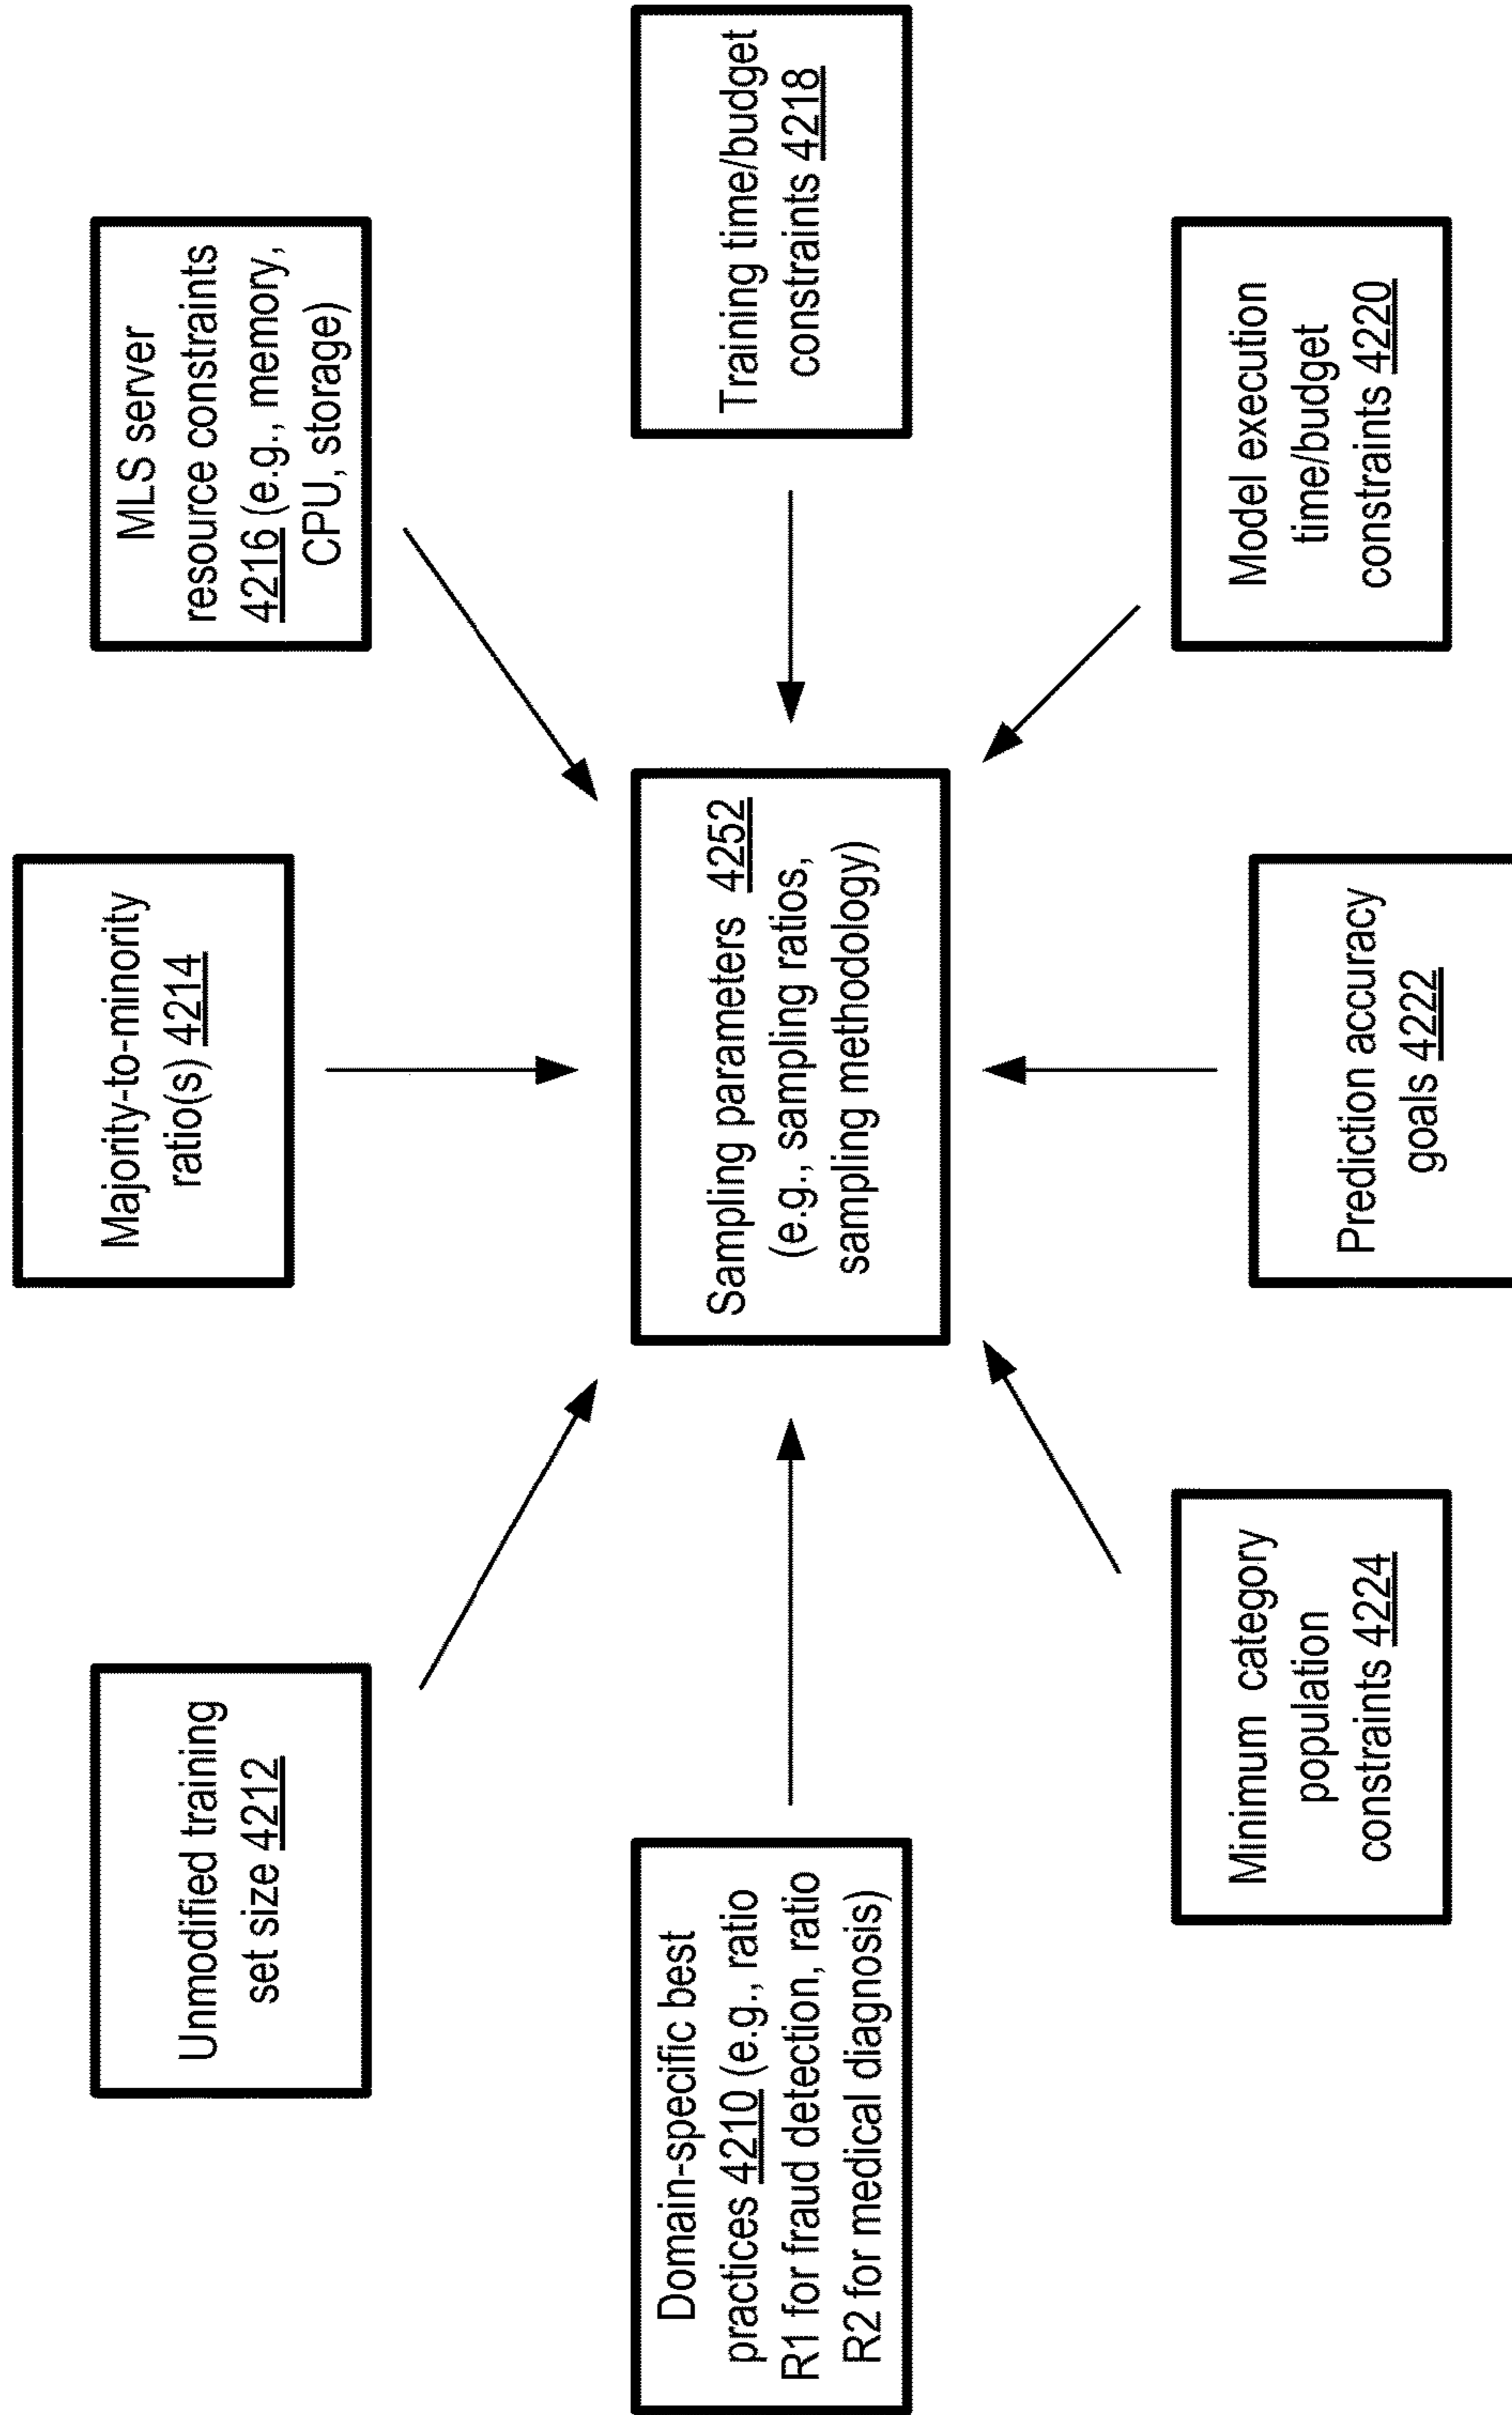 Unmodified training
set size 4212
Majority-to-minority
ratio(s) 4214
MLS server
resource constraints
4216 (e.g., memory,
CPU, storage)
Domain-specific best
practices 4210 (e.g., ratio
R1 for fraud detection, ratio
R2 for medical diagnosis)
Sampling parameters 4252
(e.g., sampling ratios,
sampling methodology)
Training time/budget
constraints 4218
Minimum category
population
constraints 4224
Prediction accuracy
goals 4222
Model execution
time/budget
constraints 4220